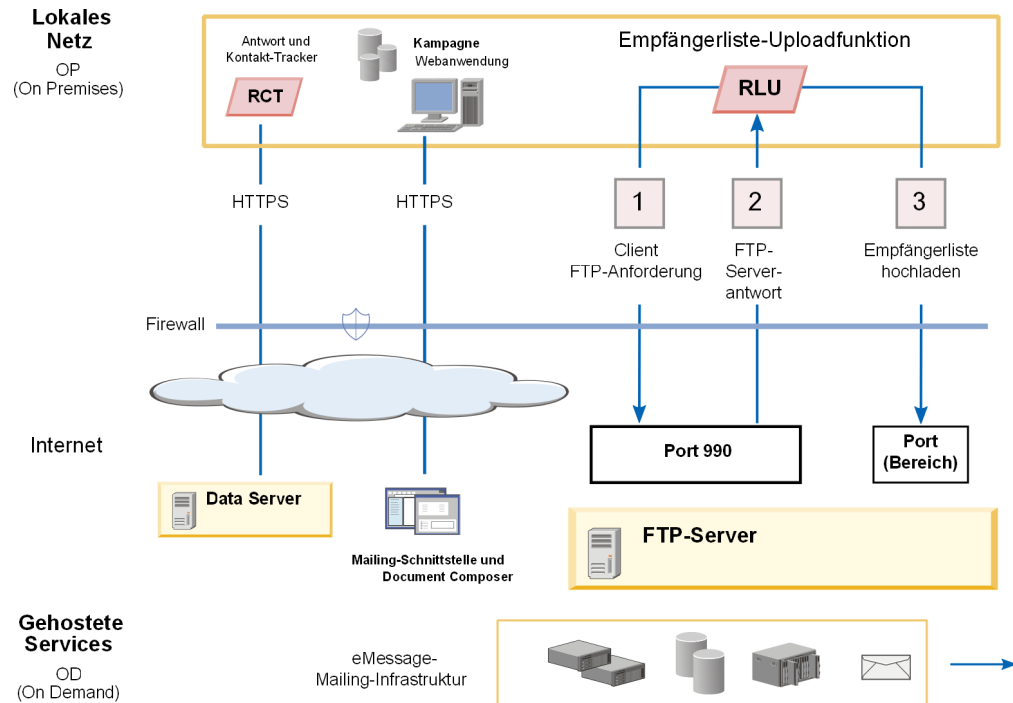 Lokales
Netz
OP
(On Premises)
Antwort und
Kontakt-Tracker
RCT
Kampagne
Webanwendung
Empfängerliste-Uploadfunktion
RLU
HTTPS
HTTPS
1
Client
FTP-Anforderung
2
FTP-
Server-
antwort
3
Empfängerliste
hochladen
Firewall
Internet
Port 990
Port
(Bereich)
Data Server
Mailing-Schnittstelle und
Document Composer
FTP-Server
Gehostete
Services
OD
(On Demand)
eMessage-
Mailing-Infrastruktur